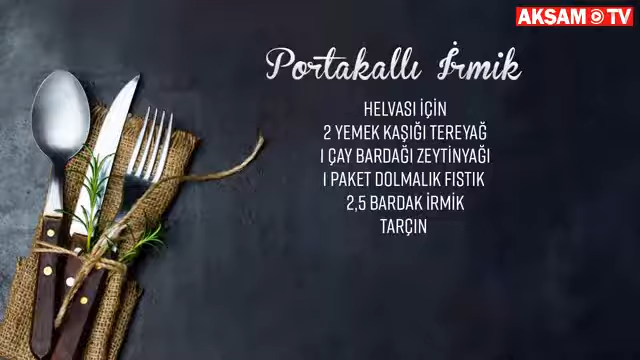 AKSAM TV
Portakallı İrmik
HELVASI İÇİN
2 YEMEK KAŞIĞI TEREYAĞ
1 ÇAY BARDAĞI ZEYTİNYAĞI
1 PAKET DOLMALIK FISTIK
2,5 BARDAK İRMİK
TARÇIN